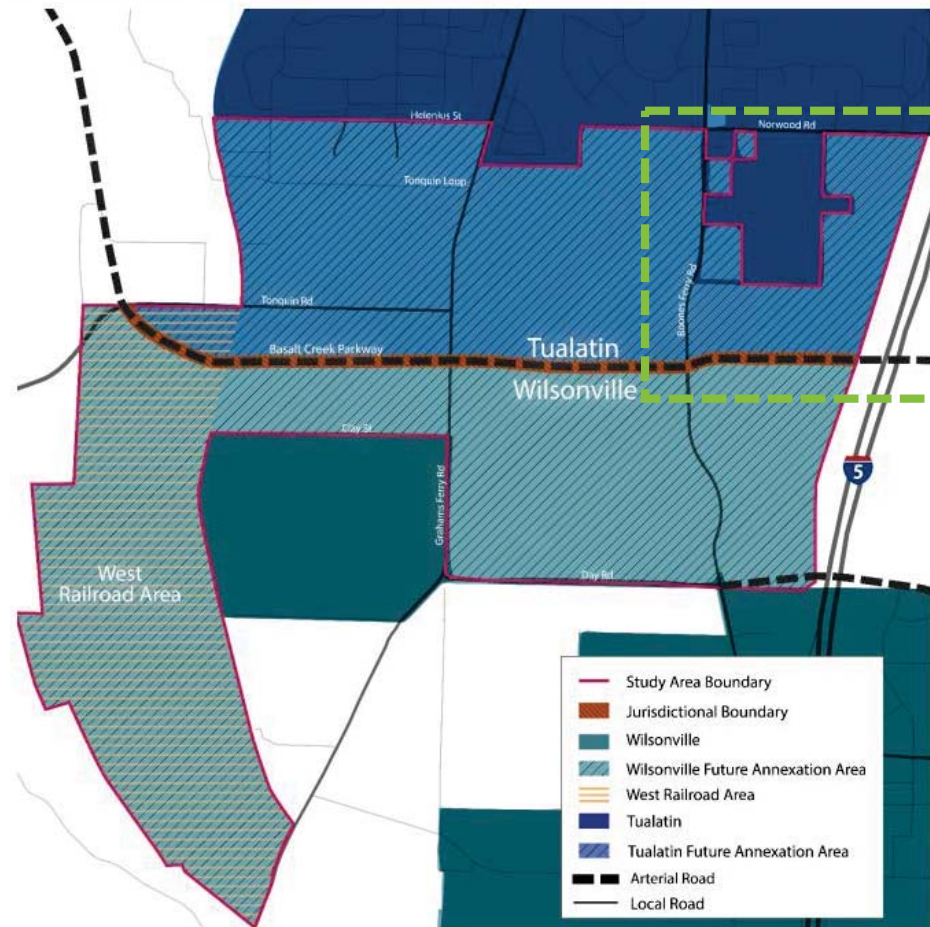 Helenius St
Norwood Rd
Tonquin Loop
Boones Ferry Rd
Tonquin Rd
Basalt Creek Parkway
Tualatin
Wilsonville
Clay St
5
Grahams Ferry Rd
West
Railroad Area
Day Rd
Study Area Boundary
Jurisdictional Boundary
Wilsonville
Wilsonville Future Annexation Area
West Railroad Area
Tualatin
Tualatin Future Annexation Area
Arterial Road
Local Road